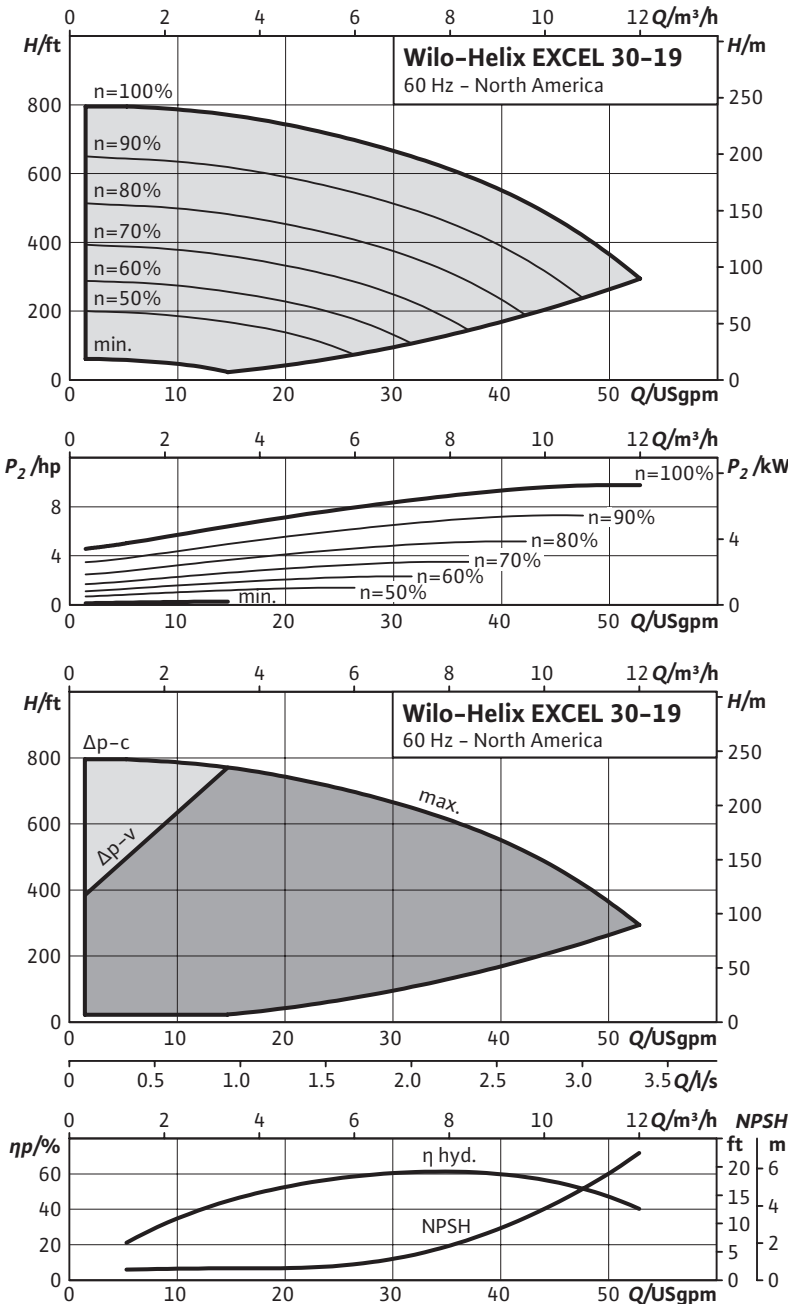 0 2 4 6 8 10 12 Q/m³/h
H/ft H/m
Wilo-Helix EXCEL 30-19
60 Hz – North America
n=100%
800 250
n=90%
200
600
n=80%
150
n=70%
400
n=60%
100
n=50%
200
50
min.
0 0
0 10 20 30 40 50 Q/USgpm
0 2 4 6 8 10 12 Q/m³/h
P₂/hp P₂/kW
n=100%
8
n=90%
n=80% 4
4 n=70%
n=60%
n=50%
min.
0 0
0 10 20 30 40 50 Q/USgpm
0 2 4 6 8 10 12 Q/m³/h
H/ft H/m
Wilo-Helix EXCEL 30-19
60 Hz – North America
Δp-c
800 250
max.
200
600
Δp-v
150
400
100
200
50
0 0
0 10 20 30 40 50 Q/USgpm
0 0.5 1.0 1.5 2.0 2.5 3.0 3.5 Q/l/s
0 2 4 6 8 10 12 Q/m³/h NPSH
ηp/% ft m
η hyd.
60 20 6
15
40 4
NPSH 10
20 2
5
0 0 0
0 10 20 30 40 50 Q/USgpm